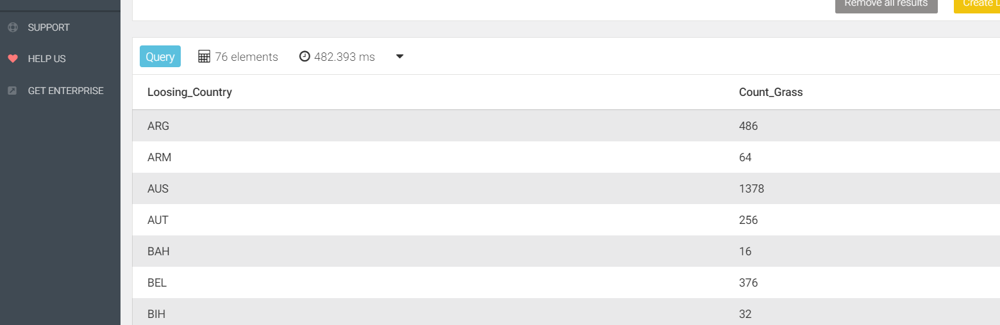 Remove all results
Create
SUPPORT
HELP US
GET ENTERPRISE
Query 76 elements 482.393 ms
Loosing_Country Count_Grass
ARG 486
ARM 64
AUS 1378
AUT 256
BAH 16
BEL 376
BIH 32